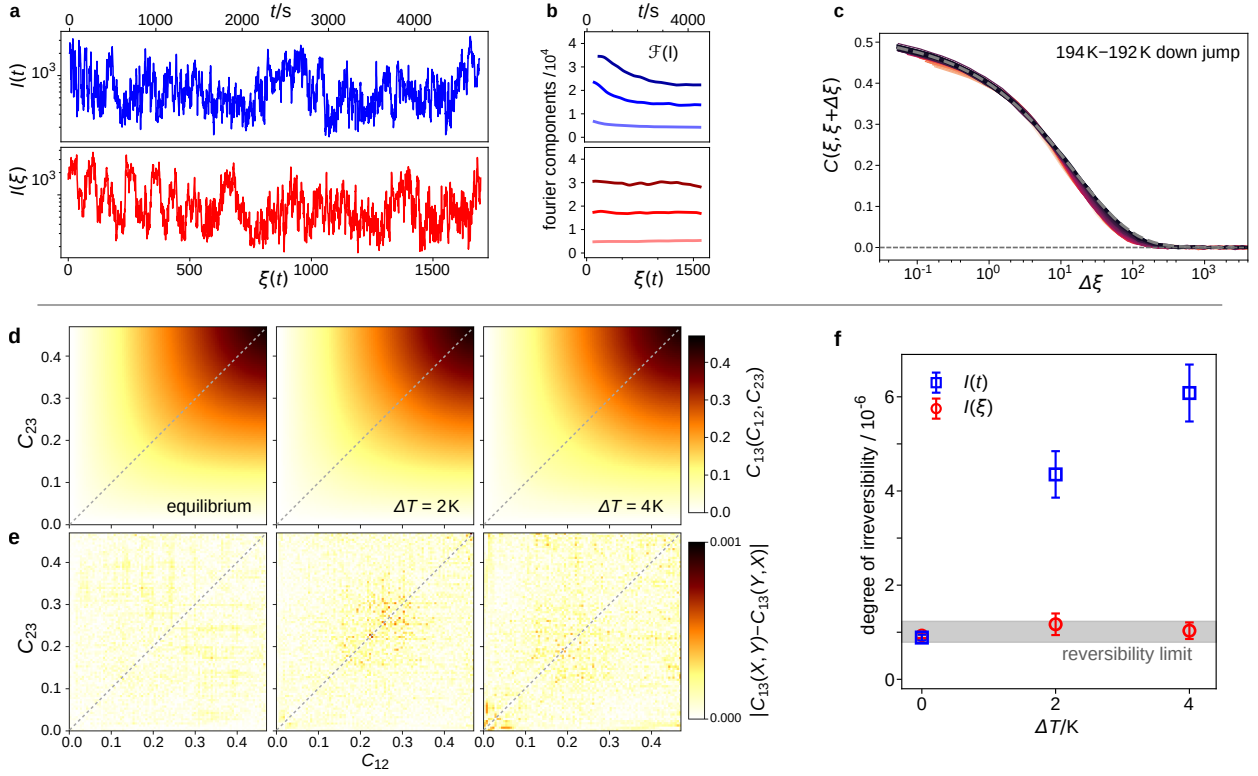 a
t/s
0 1000 2000 3000 4000
10³
I(t)
10³
I(ξ)
0 500 1000 1500
ξ(t)
b
t/s
0 4000
fourier components /10⁴
ℱ(I)
4
3
2
1
0
4
3
2
1
0
0 1500
ξ(t)
c
194K−192K down jump
C(ξ, ξ+Δξ)
0.5
0.4
0.3
0.2
0.1
0.0
10⁻¹ 10⁰ 10¹ 10² 10³
Δξ
d
C₂₃
0.4
0.3
0.2
0.1
0.0
equilibrium
ΔT = 2K
ΔT = 4K
0.4
0.3
0.2
0.1
0.0
C₁₃(C₁₂, C₂₃)
e
C₂₃
0.4
0.3
0.2
0.1
0.0
0.0 0.1 0.2 0.3 0.4 0.0 0.1 0.2 0.3 0.4 0.0 0.1 0.2 0.3 0.4
C₁₂
0.001
0.000
|C₁₃(X,Y)−C₁₃(Y,X)|
f
degree of irreversibility / 10⁻⁶
6
4
2
1
0
I(t)
I(ξ)
reversibility limit
0 2 4
ΔT/K